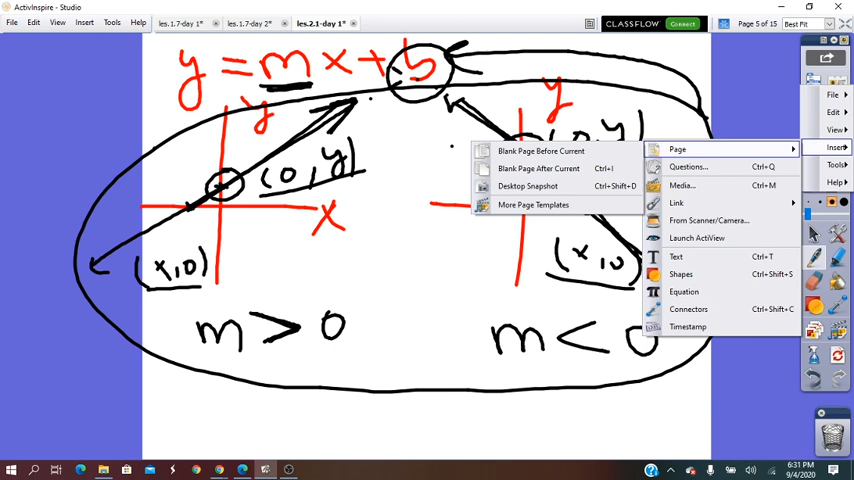 ActivInspire - Studio
File Edit View Insert Tools Help
les.1.7-day 1* x
les.1.7-day 2* x
les.2.1-day 1* x
CLASSFLOW Connect
Page 5 of 15
Best Fit
y = m x + b
y
(0, y)
x
(x, 0)
m > 0
y
(0, y)
(x, 0)
m < 0
Blank Page Before Current
Blank Page After Current Ctrl+I
Desktop Snapshot Ctrl+Shift+D
More Page Templates
Page
Questions... Ctrl+Q
Media... Ctrl+M
Link
From Scanner/Camera...
Launch ActiView
Text Ctrl+T
Shapes Ctrl+Shift+S
Equation
Connectors Ctrl+Shift+C
Timestamp
File
Edit
View
Insert
Tools
Help
6:31 PM
9/4/2020